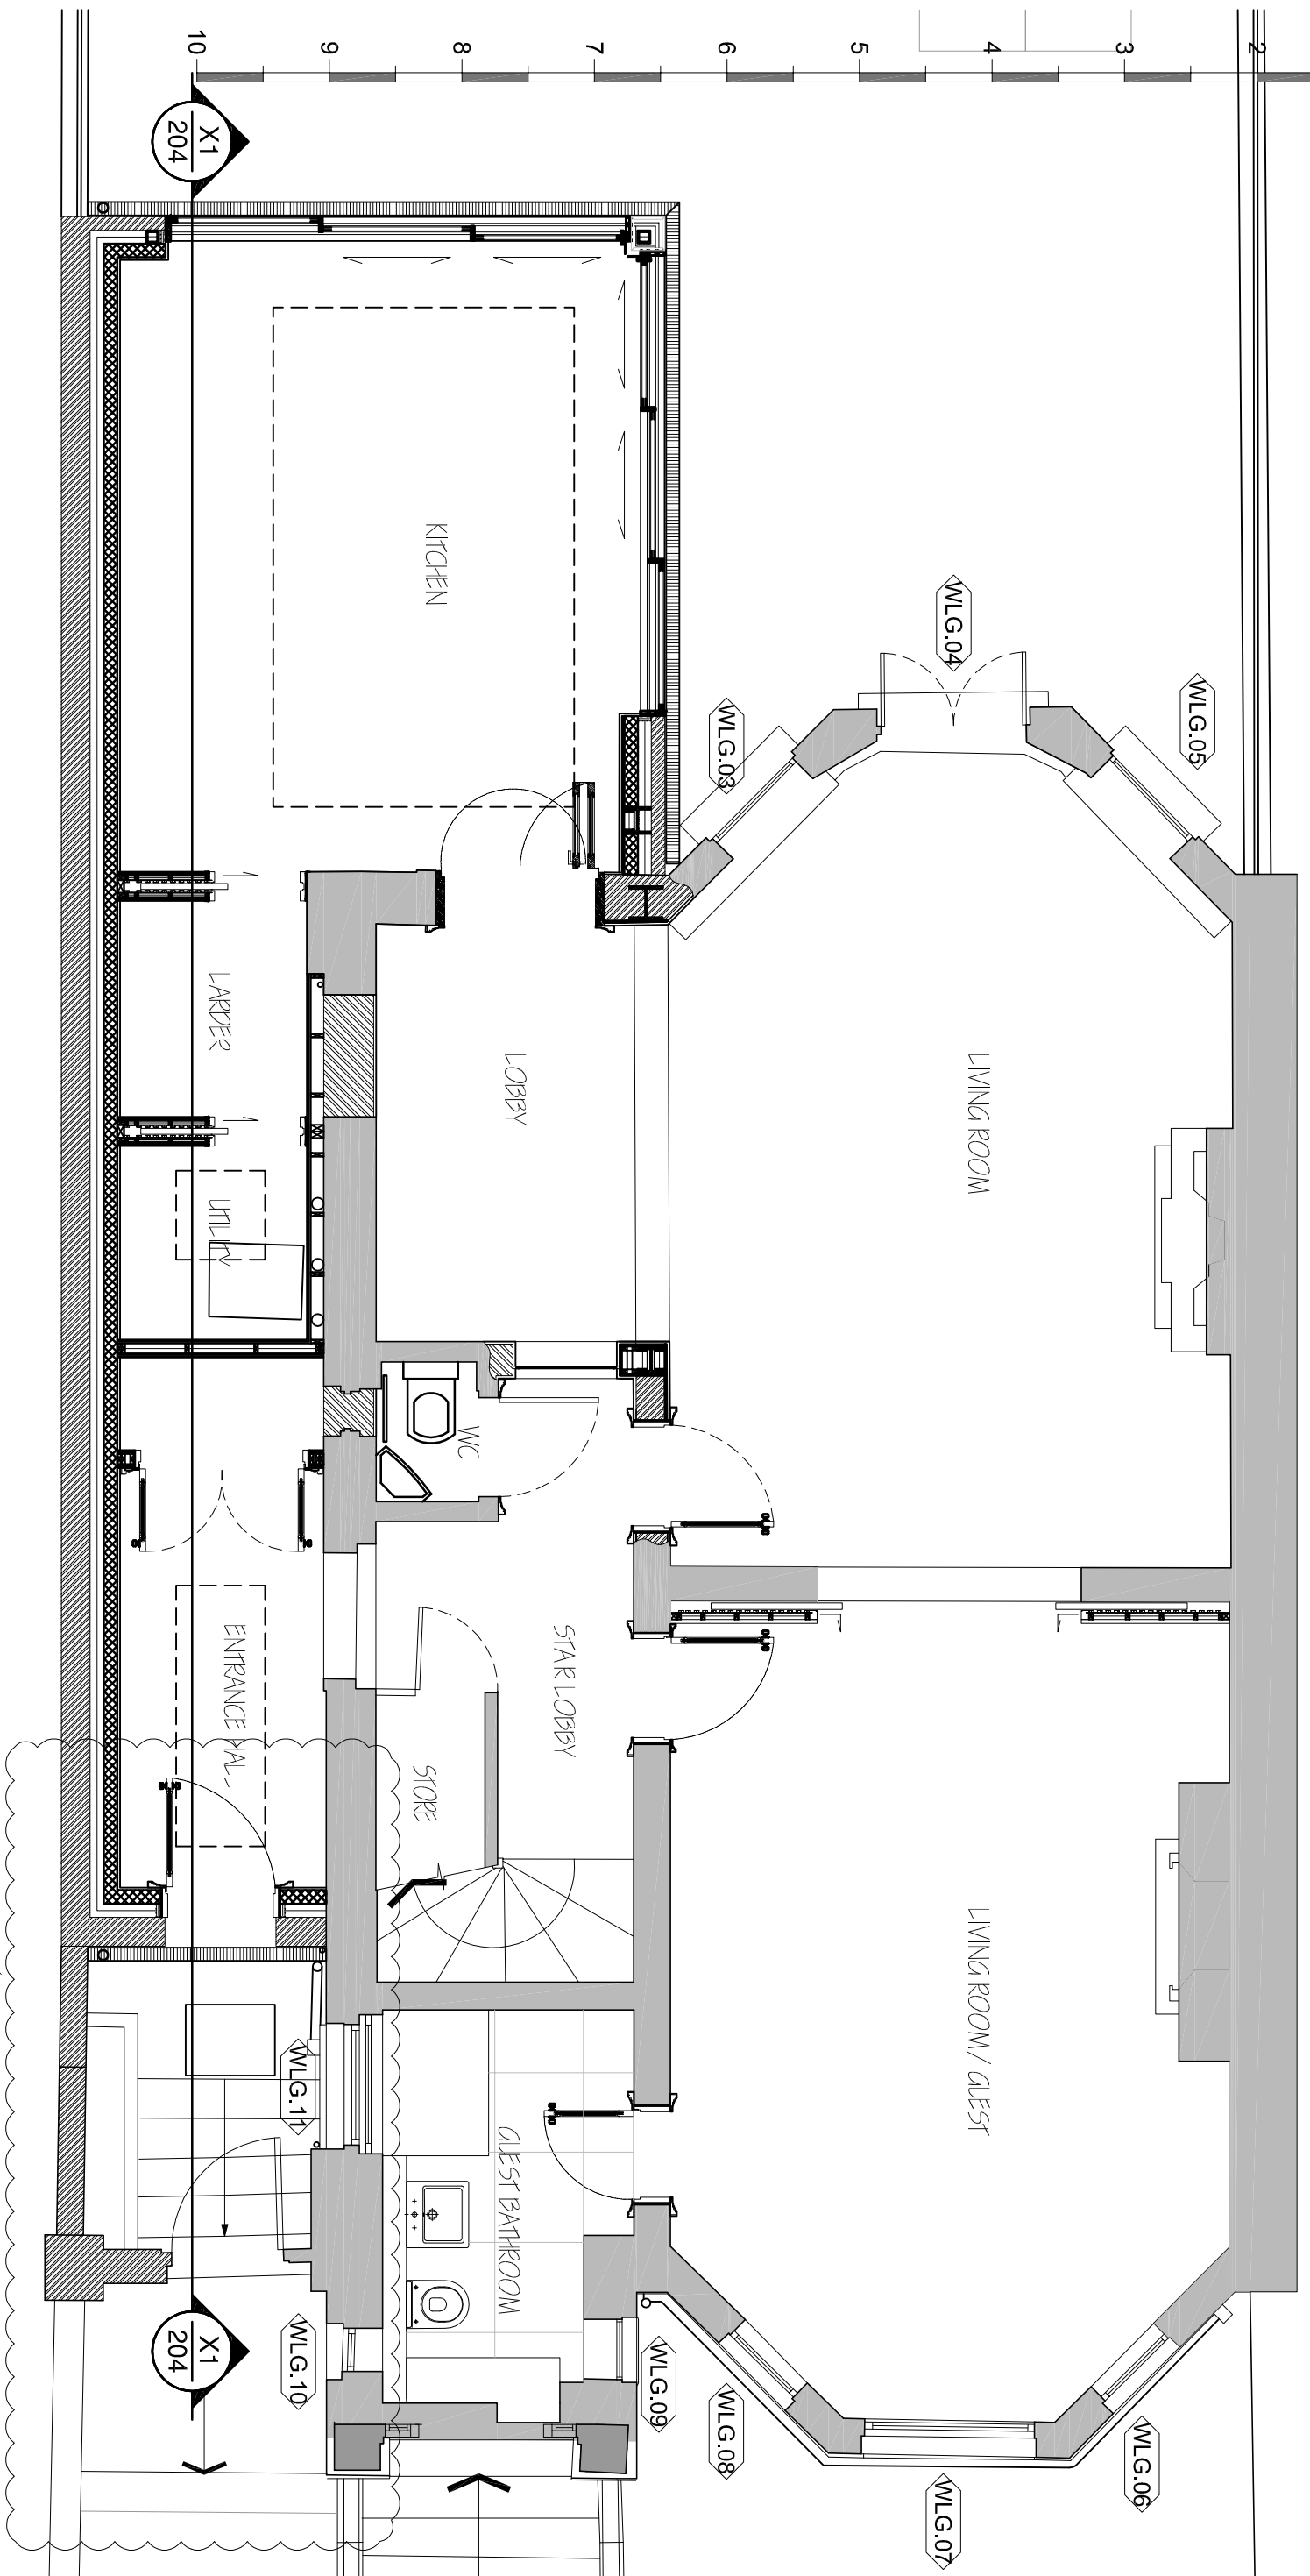 10
9
8
7
6
5
4
3
2
X1
204
WLG.05
WLG.04
WLG.03
KITCHEN
LIVING ROOM
LOBBY
LARDER
UTILITY
WC
STAIR LOBBY
ENTRANCE HALL
STORE
LIVING ROOM / GUEST
GUEST BATHROOM
WLG.11
WLG.10
WLG.09
WLG.08
WLG.07
WLG.06
X1
204